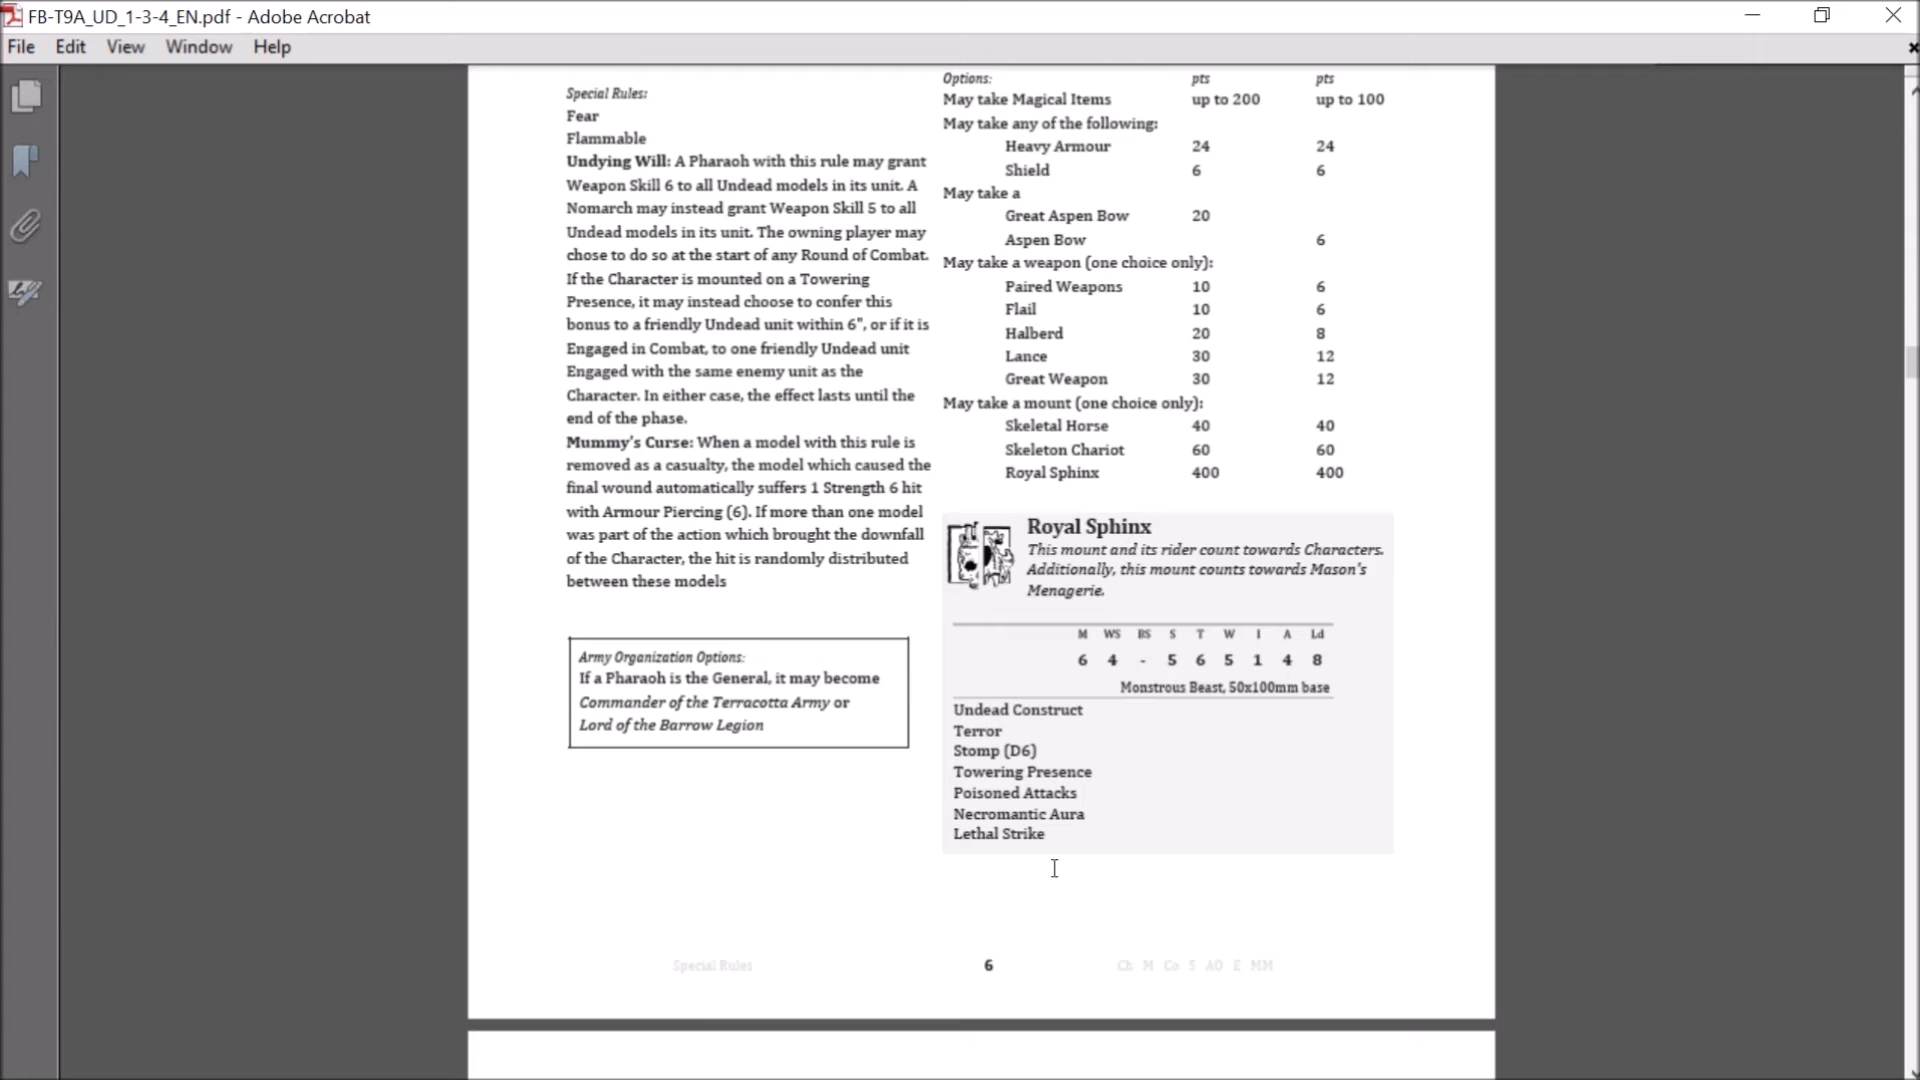 FB-T9A_UD_1-3-4_EN.pdf - Adobe Acrobat
File Edit View Window Help
Special Rules:
Fear
Flammable
Undying Will: A Pharaoh with this rule may grant
Weapon Skill 6 to all Undead models in its unit. A
Nomarch may instead grant Weapon Skill 5 to all
Undead models in its unit. The owning player may
chose to do so at the start of any Round of Combat.
If the Character is mounted on a Towering
Presence, it may instead choose to confer this
bonus to a friendly Undead unit within 6", or if it is
Engaged in Combat, to one friendly Undead unit
Engaged with the same enemy unit as the
Character. In either case, the effect lasts until the
end of the phase.
Mummy's Curse: When a model with this rule is
removed as a casualty, the model which caused the
final wound automatically suffers 1 Strength 6 hit
with Armour Piercing (6). If more than one model
was part of the action which brought the downfall
of the Character, the hit is randomly distributed
between these models
Army Organization Options:
If a Pharaoh is the General, it may become
Commander of the Terracotta Army or
Lord of the Barrow Legion
Options: pts pts
May take Magical Items up to 200 up to 100
May take any of the following:
Heavy Armour 24 24
Shield 6 6
May take a
Great Aspen Bow 20
Aspen Bow 6
May take a weapon (one choice only):
Paired Weapons 10 6
Flail 10 6
Halberd 20 8
Lance 30 12
Great Weapon 30 12
May take a mount (one choice only):
Skeletal Horse 40 40
Skeleton Chariot 60 60
Royal Sphinx 400 400
Royal Sphinx
This mount and its rider count towards Characters.
Additionally, this mount counts towards Mason's
Menagerie.
M WS BS S T W I A Ld
6 4 - 5 6 5 1 4 8
Monstrous Beast, 50x100mm base
Undead Construct
Terror
Stomp (D6)
Towering Presence
Poisoned Attacks
Necromantic Aura
Lethal Strike
Special Rules 6 Ch M Co S AO E MM